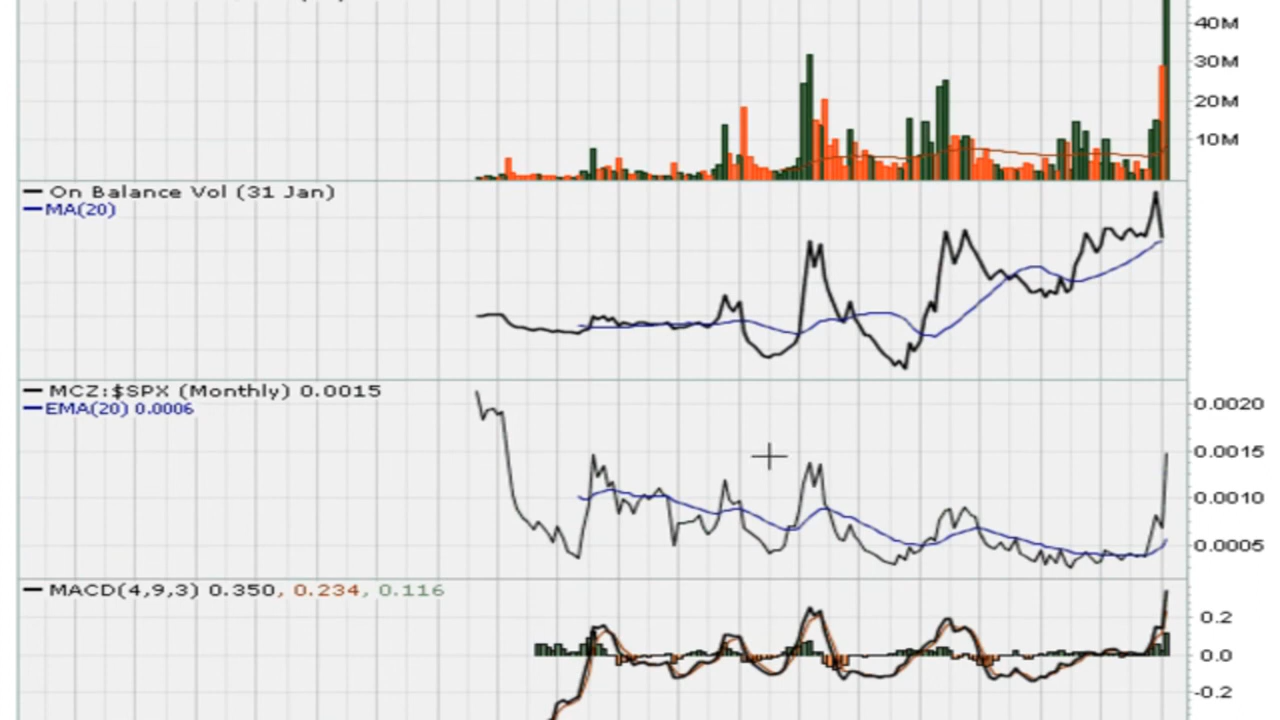 40M
30M
20M
10M
On Balance Vol (31 Jan)
MA(20)
MCZ:$SPX (Monthly) 0.0015
EMA(20) 0.0006
0.0020
0.0015
0.0010
0.0005
MACD(4,9,3) 0.350, 0.234, 0.116
0.2
0.0
-0.2